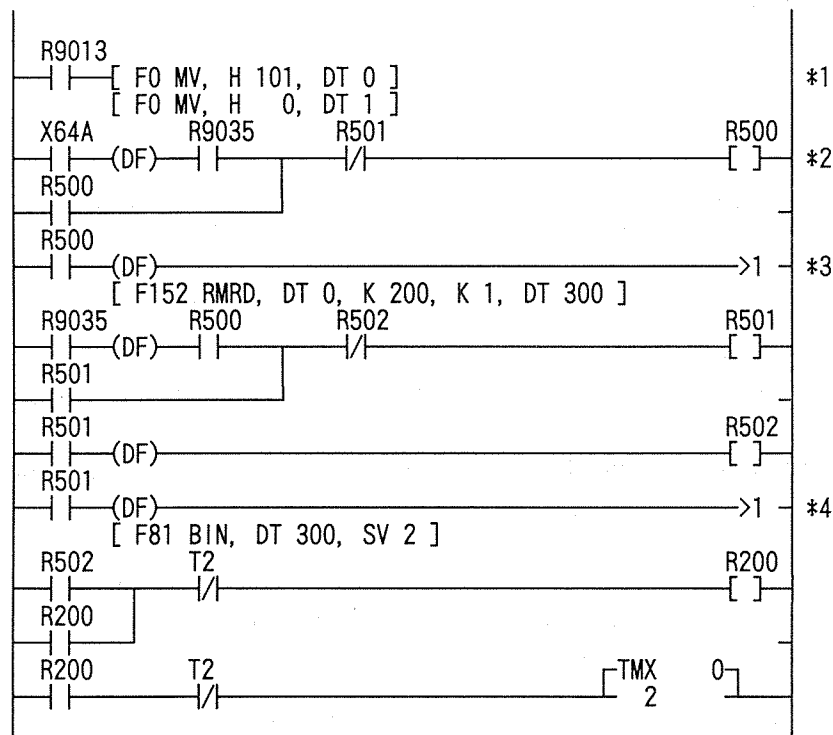 R9013
[ F0 MV, H 101, DT 0 ] *1
[ F0 MV, H 0, DT 1 ]
X64A R9035 R501 R500
(DF) *2
R500
R500
(DF) >1 *3
[ F152 RMRD, DT 0, K 200, K 1, DT 300 ]
R9035 R500 R502 R501
(DF)
R501
R501 R502
(DF)
R501
(DF) >1 *4
[ F81 BIN, DT 300, SV 2 ]
R502 T2 R200
R200
R200 T2 TMX 0
2